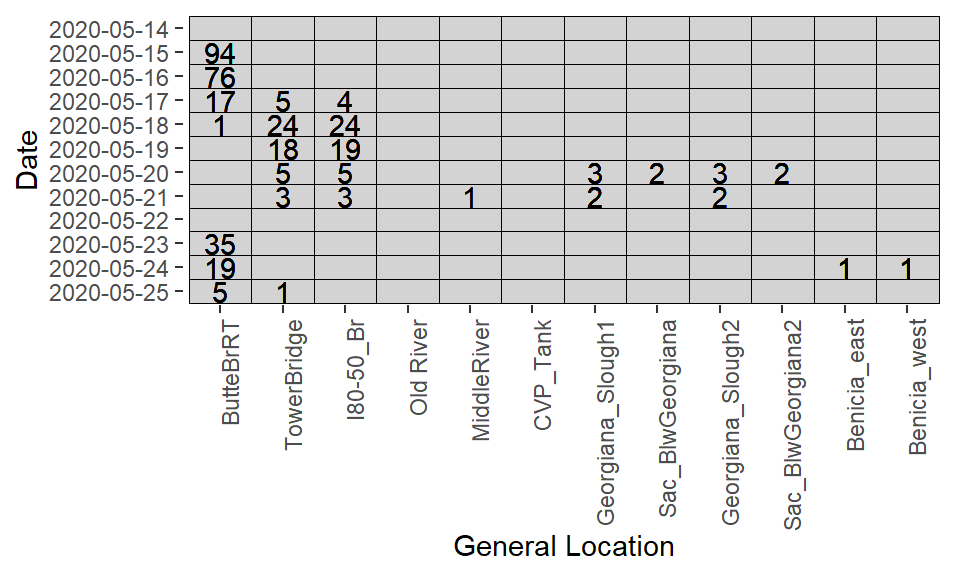 Date
2020-05-14
2020-05-15 94
2020-05-16 76
2020-05-17 17 5 4
2020-05-18 1 24 24
2020-05-19 18 19
2020-05-20 5 5 3 2 3 2
2020-05-21 3 3 1 2 2
2020-05-22
2020-05-23 35
2020-05-24 19 1 1
2020-05-25 5 1
ButteBrRT
TowerBridge
I80-50_Br
Old River
MiddleRiver
CVP_Tank
Georgiana_Slough1
Sac_BlwGeorgiana
Georgiana_Slough2
Sac_BlwGeorgiana2
Benicia_east
Benicia_west
General Location